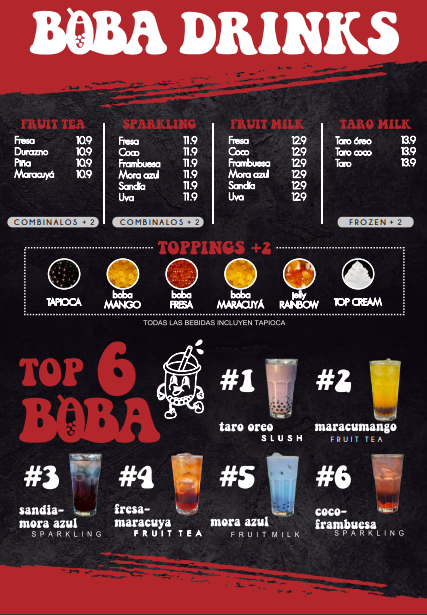 BOBA DRINKS
FRUIT TEA
Fresa 10.9
Durazno 10.9
Piña 10.9
Maracuyá 10.9
COMBINALOS + 2
SPARKLING
Fresa 11.9
Coco 11.9
Frambuesa 11.9
Mora azul 11.9
Sandía 11.9
Uva 11.9
COMBINALOS + 2
FRUIT MILK
Fresa 12.9
Coco 12.9
Frambuesa 12.9
Mora azul 12.9
Sandía 12.9
Uva 12.9
TARO MILK
Taro óreo 13.9
Taro coco 13.9
Taro 13.9
FROZEN + 2
TOPPINGS +2
TAPIOCA
boba
MANGO
boba
FRESA
boba
MARACUYÁ
jelly
RAINBOW
TOP CREAM
TODAS LAS BEBIDAS INCLUYEN TAPIOCA
TOP 6
BOBA
#1
taro oreo
SLUSH
#2
maracumango
FRUIT TEA
#3
sandia-
mora azul
SPARKLING
#4
fresa-
maracuya
FRUIT TEA
#5
mora azul
FRUIT MILK
#6
coco-
frambuesa
SPARKLING